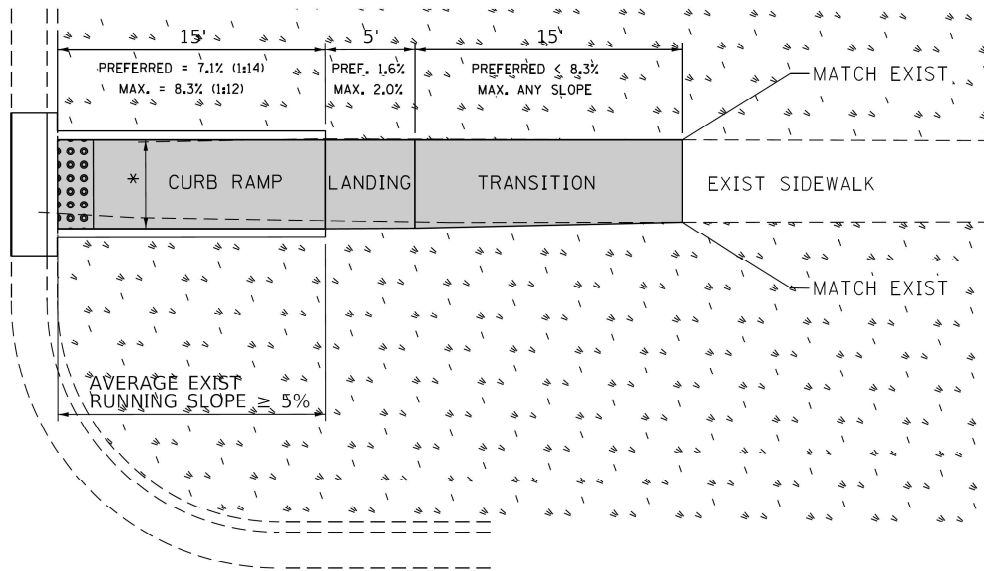 15'
5'
15'
PREFERRED = 7.1% (1:14)
MAX. = 8.3% (1:12)
PREF. 1.6%
MAX. 2.0%
PREFERRED < 8.3%
MAX. ANY SLOPE
MATCH EXIST
*
CURB RAMP
LANDING
TRANSITION
EXIST SIDEWALK
MATCH EXIST
AVERAGE EXIST
RUNNING SLOPE ≥ 5%